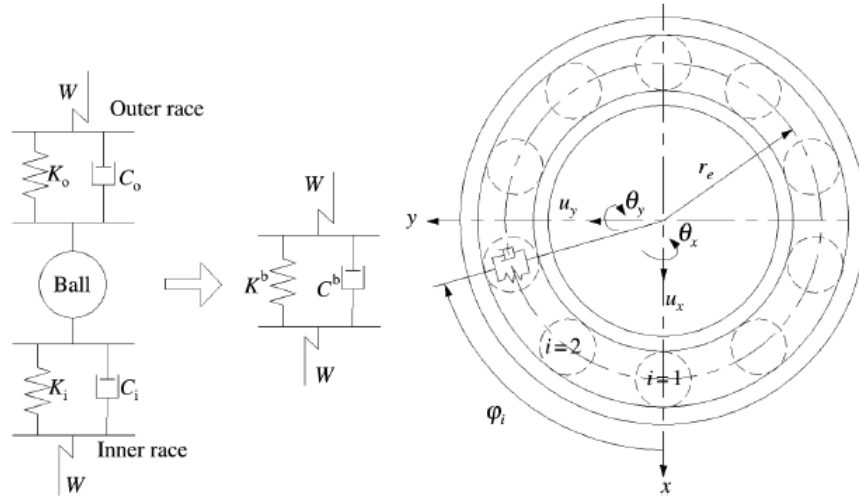 W
Outer race
K_o
C_o
Ball
K_i
C_i
Inner race
W
W
K^b
C^b
W
r_e
y
u_y
θ_y
θ_x
u_x
i=2
i=1
φ_i
x